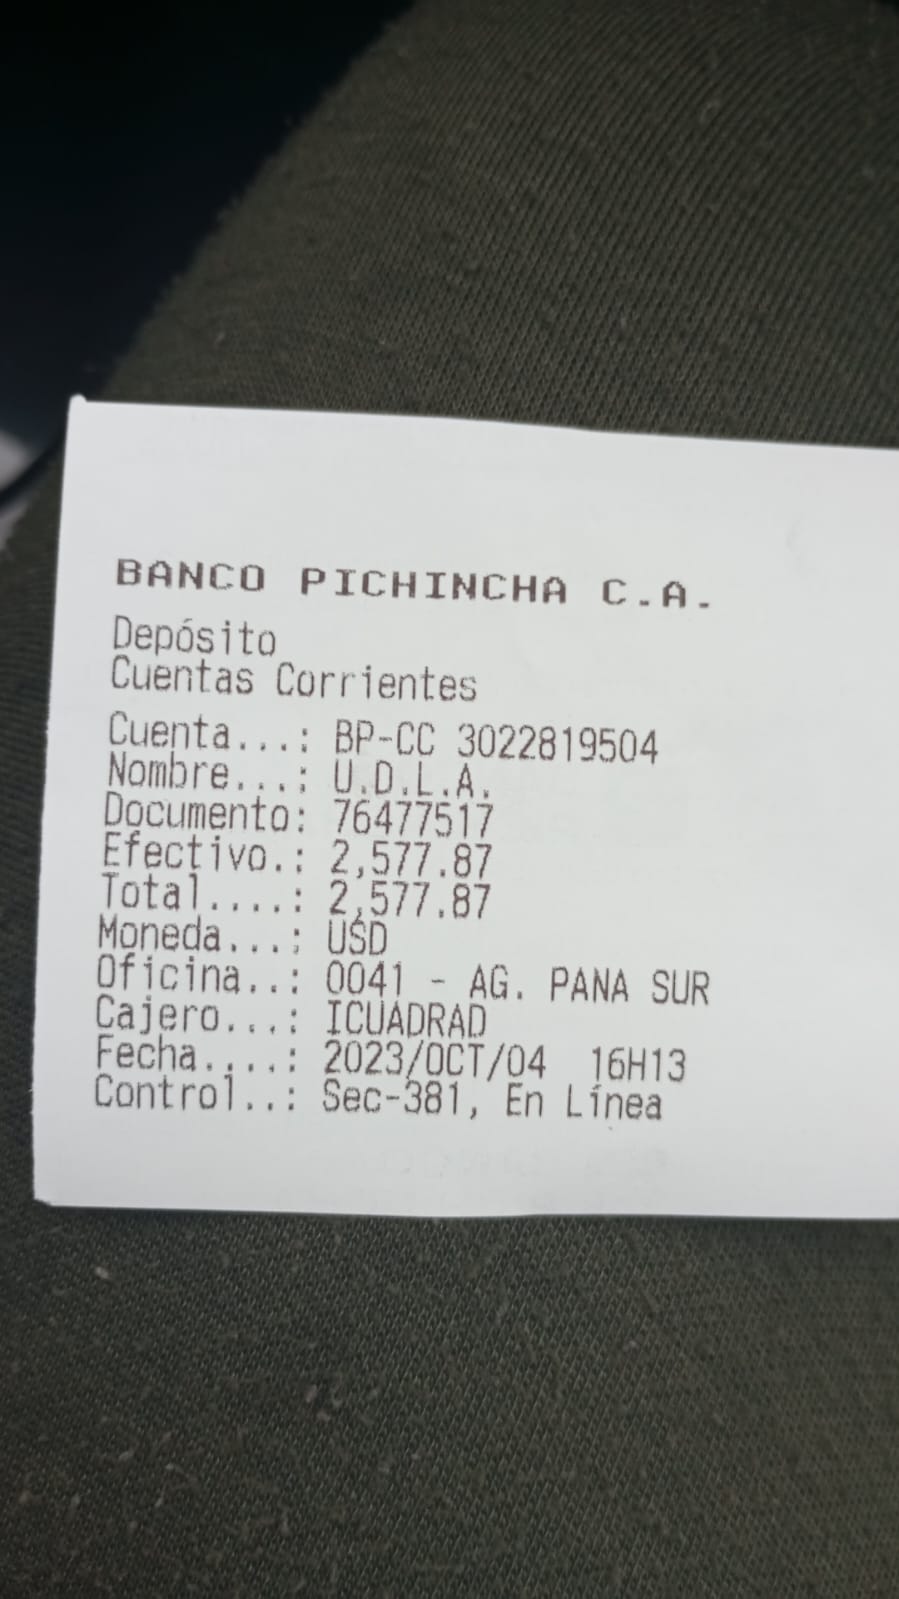 BANCO PICHINCHA C.A.
Depósito
Cuentas Corrientes
Cuenta...: BP-CC 3022819504
Nombre...: U.D.L.A.
Documento: 76477517
Efectivo.: 2,577.87
Total....: 2,577.87
Moneda...: USD
Oficina..: 0041 - AG. PANA SUR
Cajero...: ICUADRAD
Fecha....: 2023/OCT/04  16H13
Control..: Sec-381, En Línea